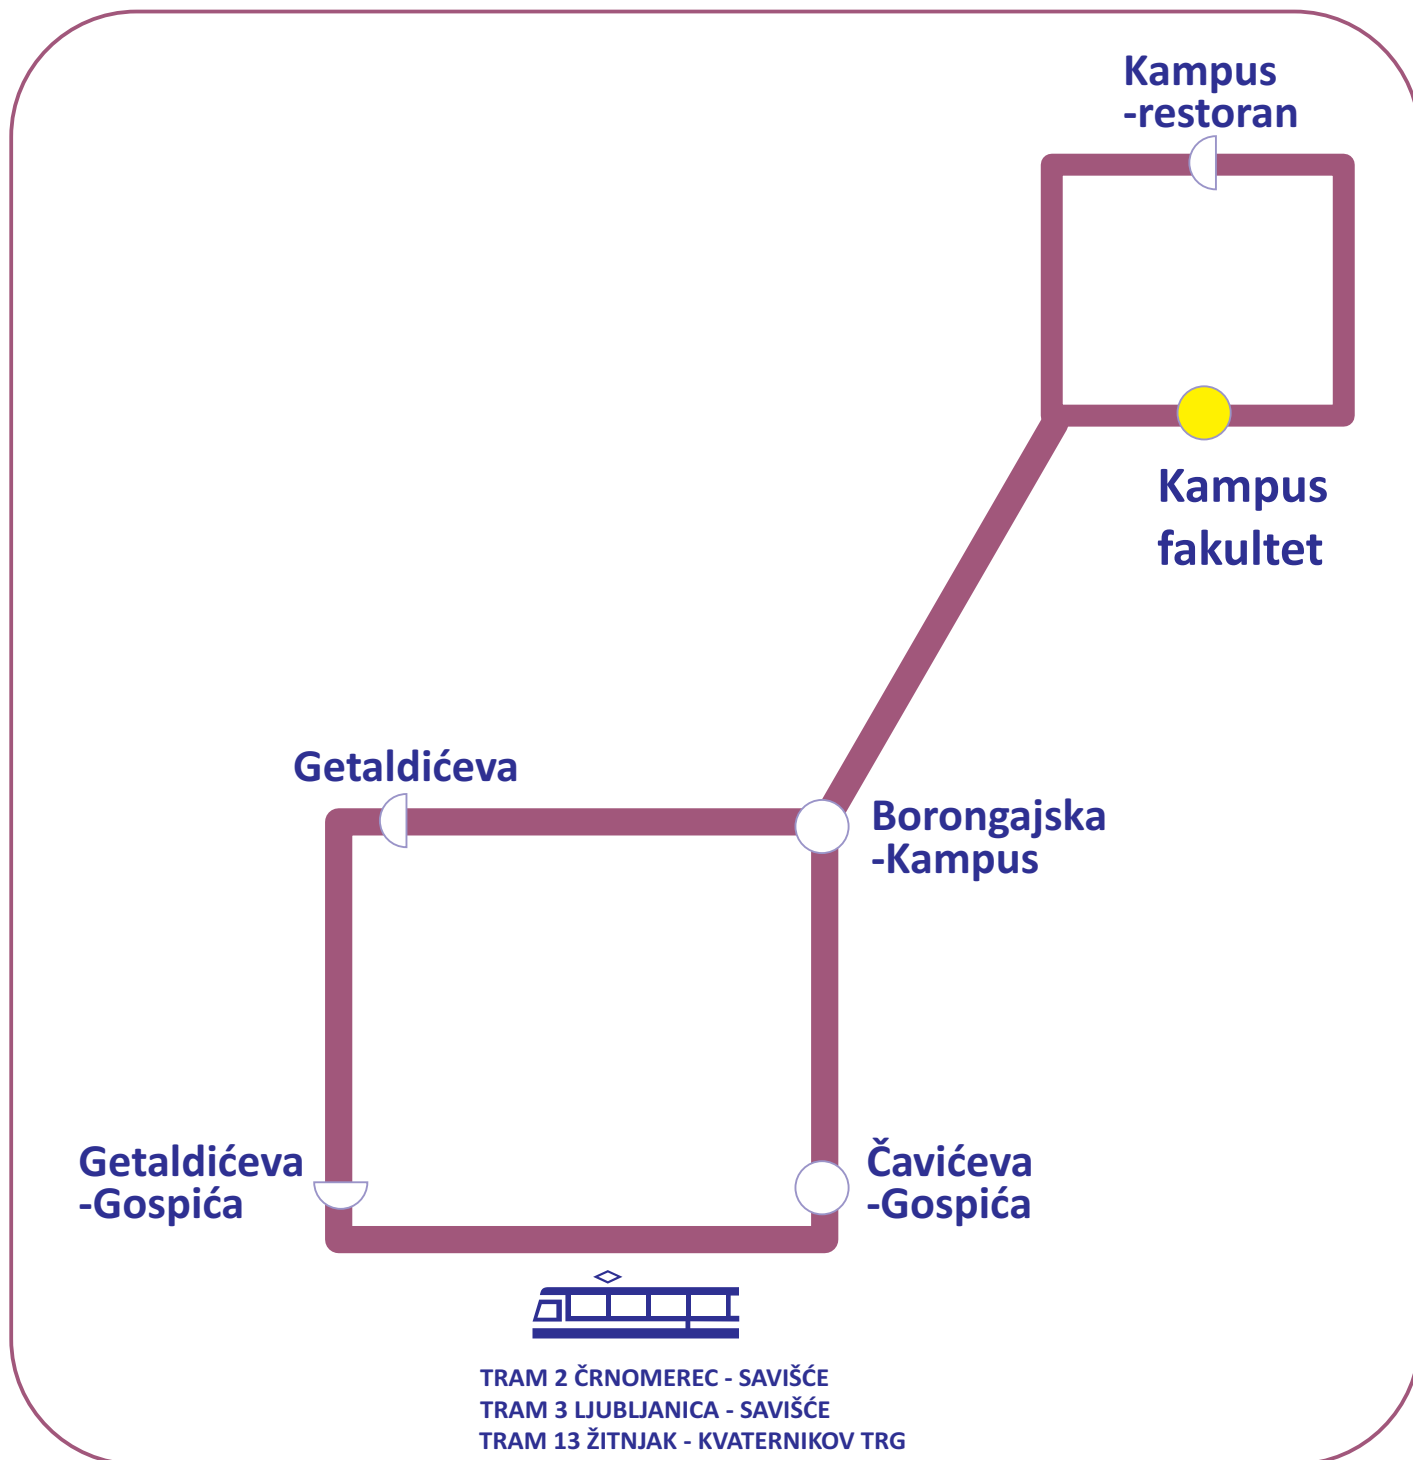 Kampus
-restoran
Kampus
fakultet
Getaldićeva
Borongajska
-Kampus
Getaldićeva
-Gospića
Čavićeva
-Gospića
TRAM 2 ČRNOMEREC - SAVIŠĆE
TRAM 3 LJUBLJANICA - SAVIŠĆE
TRAM 13 ŽITNJAK - KVATERNIKOV TRG